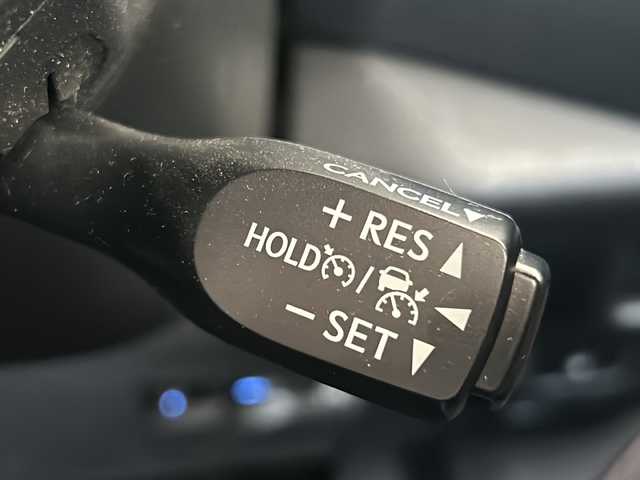 CANCEL
+ RES
HOLD /
- SET